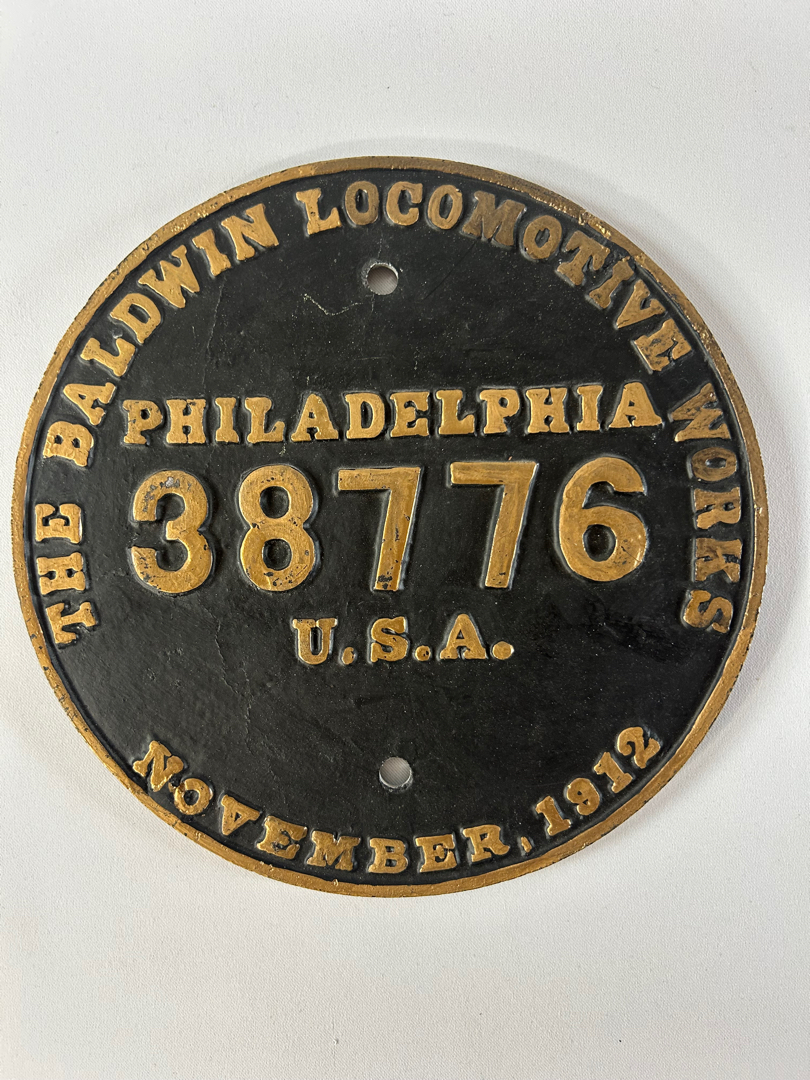 THE BALDWIN LOCOMOTIVE WORKS
PHILADELPHIA
38776
U.S.A.
NOVEMBER, 1912